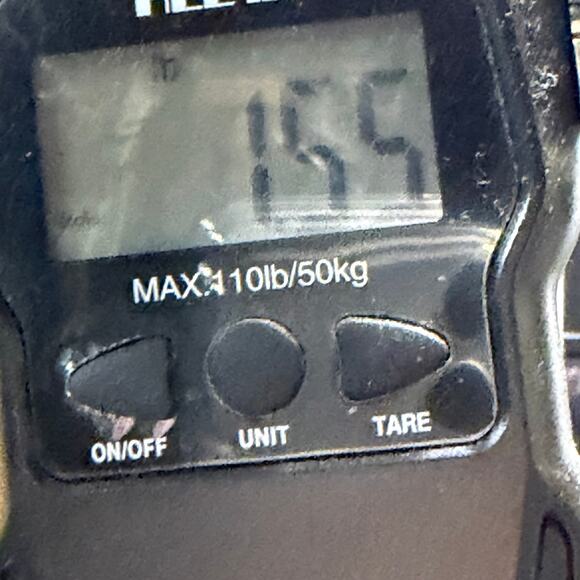 155
MAX:110lb/50kg
ON/OFF
UNIT
TARE